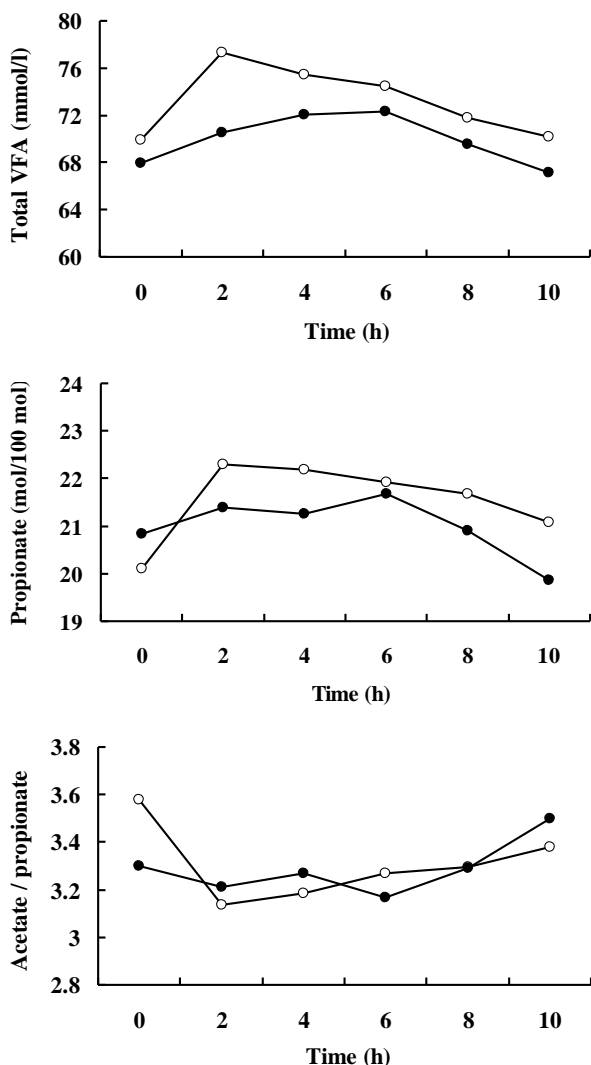 Total VFA (mmol/l)
80
76
72
68
64
60
0 2 4 6 8 10
Time (h)
Propionate (mol/100 mol)
24
23
22
21
20
19
0 2 4 6 8 10
Time (h)
Acetate / propionate
3.8
3.6
3.4
3.2
3
2.8
0 2 4 6 8 10
Time (h)